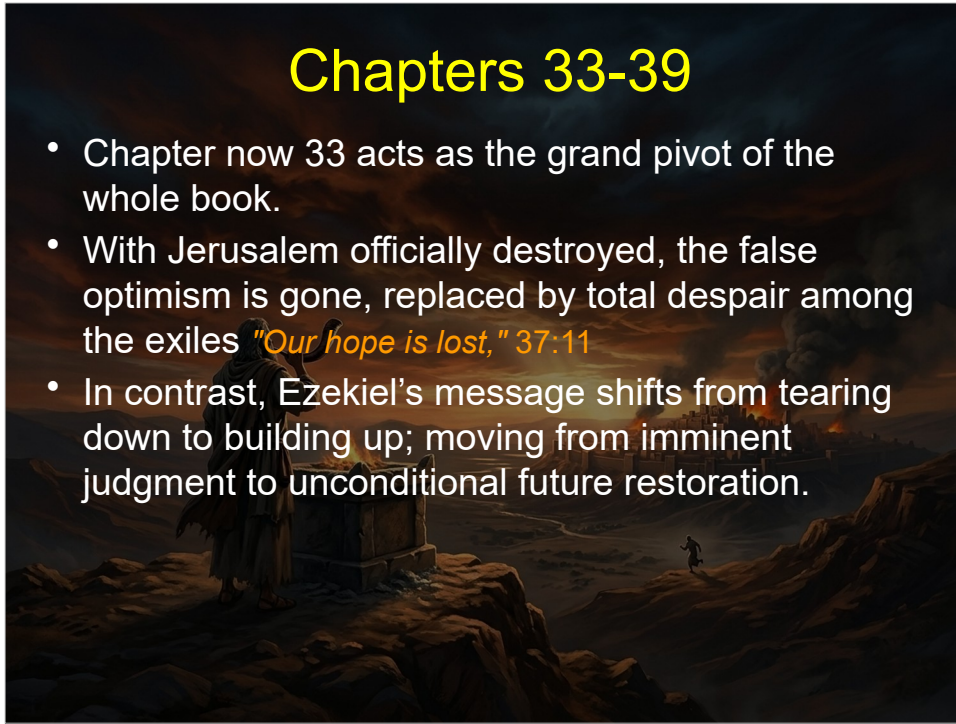 Chapters 33-39
• Chapter now 33 acts as the grand pivot of the
whole book.
• With Jerusalem officially destroyed, the false
optimism is gone, replaced by total despair among
the exiles "Our hope is lost," 37:11
• In contrast, Ezekiel’s message shifts from tearing
down to building up; moving from imminent
judgment to unconditional future restoration.